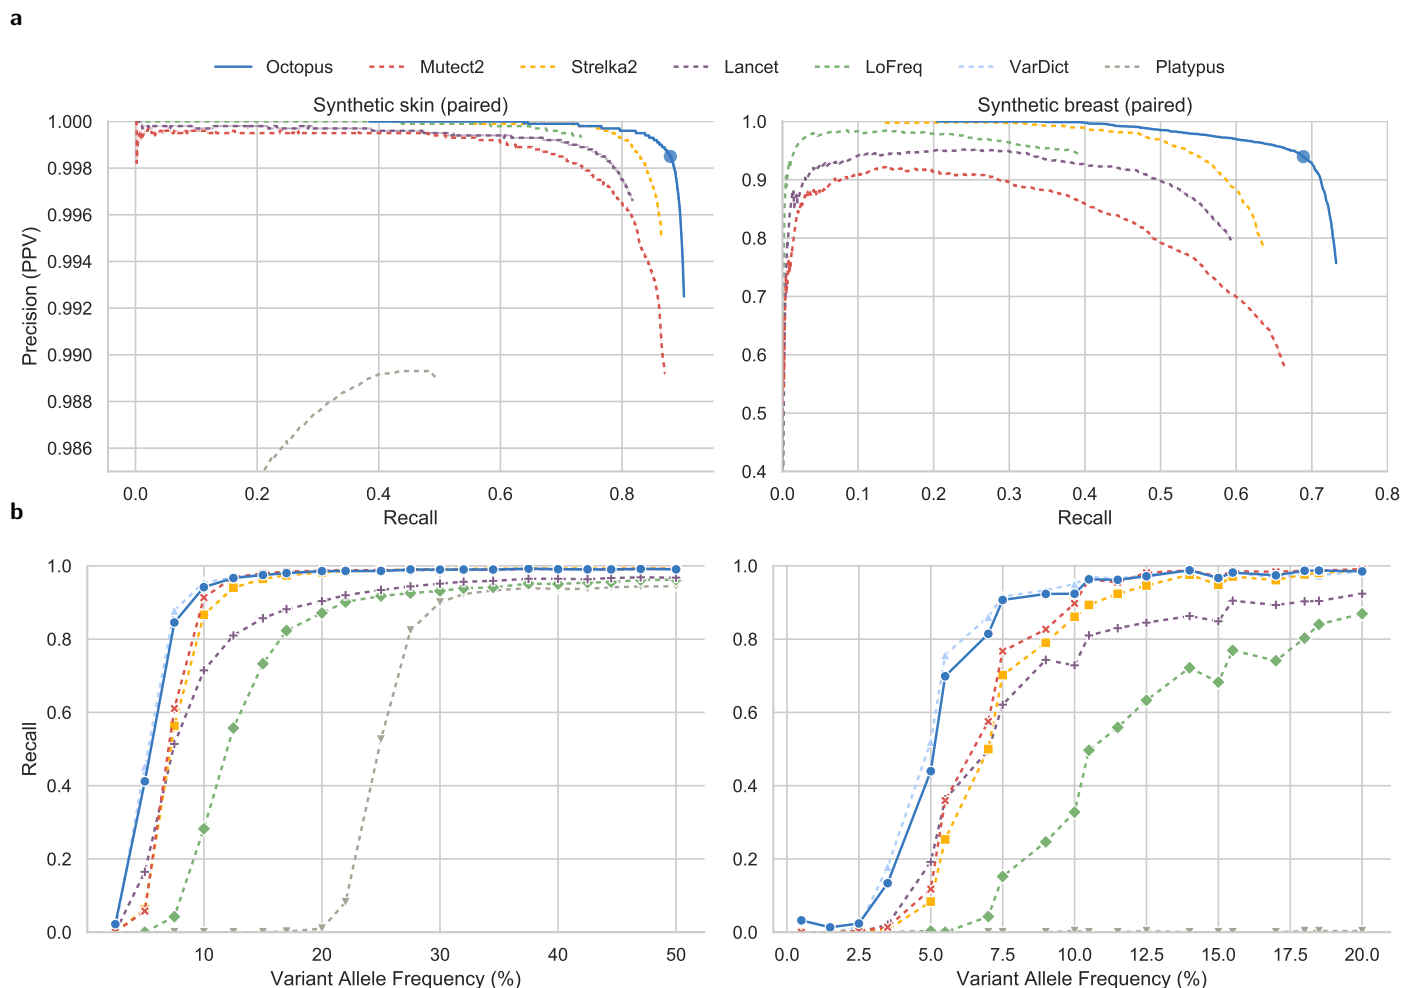 a
Octopus Mutect2 Strelka2 Lancet LoFreq VarDict Platypus
Synthetic skin (paired) Synthetic breast (paired)
Precision (PPV)
1.000
0.998
0.996
0.994
0.992
0.990
0.988
0.986
0.0 0.2 0.4 0.6 0.8
Recall
1.0
0.9
0.8
0.7
0.6
0.5
0.4
0.0 0.1 0.2 0.3 0.4 0.5 0.6 0.7 0.8
Recall
b
Recall
1.0
0.8
0.6
0.4
0.2
0.0
10 20 30 40 50
Variant Allele Frequency (%)
1.0
0.8
0.6
0.4
0.2
0.0
0.0 2.5 5.0 7.5 10.0 12.5 15.0 17.5 20.0
Variant Allele Frequency (%)